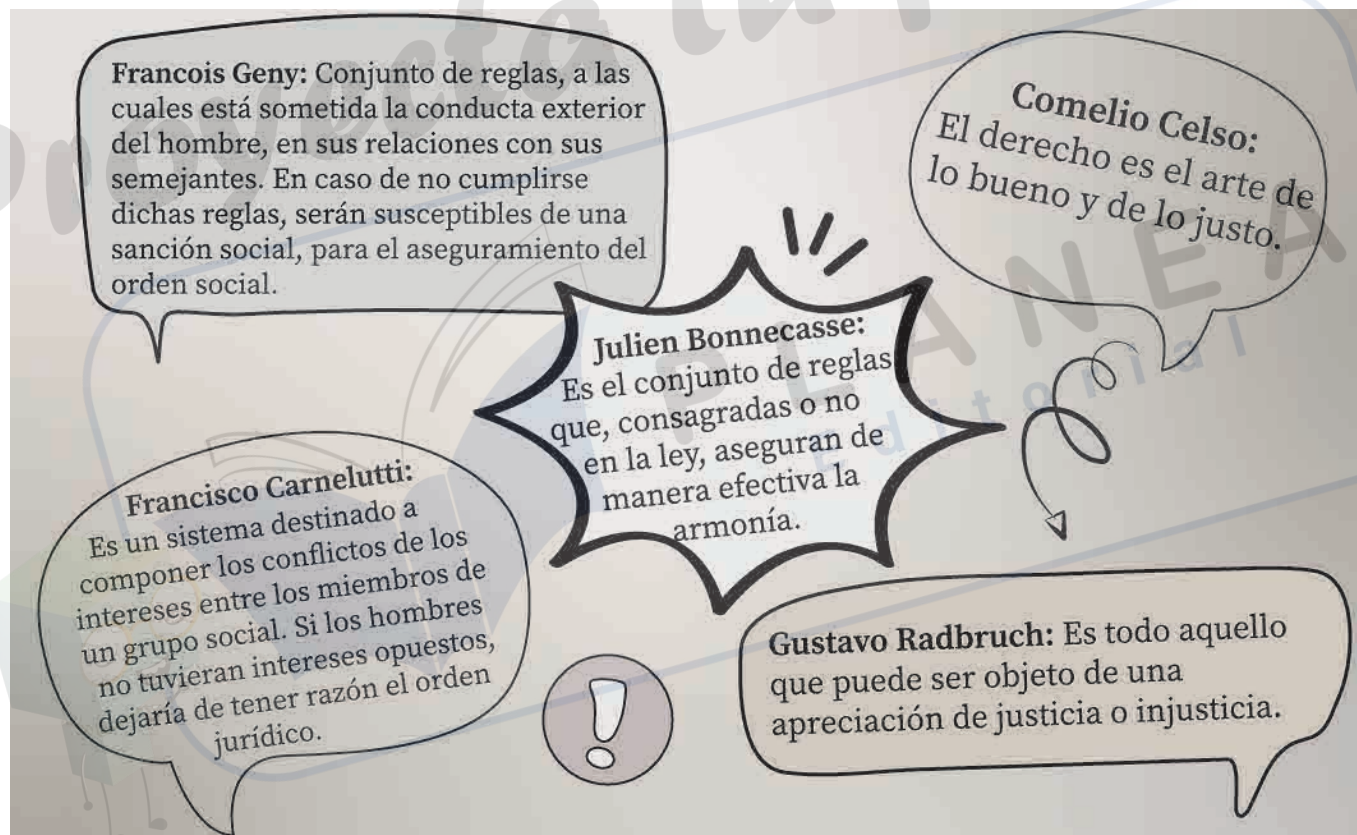 Proyecta tu
Francois Geny: Conjunto de reglas, a las
cuales está sometida la conducta exterior
del hombre, en sus relaciones con sus
semejantes. En caso de no cumplirse
dichas reglas, serán susceptibles de una
sanción social, para el aseguramiento del
orden social.
Comelio Celso:
El derecho es el arte de
lo bueno y de lo justo.
Julien Bonnecasse:
Es el conjunto de reglas
que, consagradas o no
en la ley, aseguran de
manera efectiva la
armonía.
PLANEA
Editorial
Francisco Carnelutti:
Es un sistema destinado a
componer los conflictos de los
intereses entre los miembros de
un grupo social. Si los hombres
no tuvieran intereses opuestos,
dejaría de tener razón el orden
jurídico.
!
Gustavo Radbruch: Es todo aquello
que puede ser objeto de una
apreciación de justicia o injusticia.